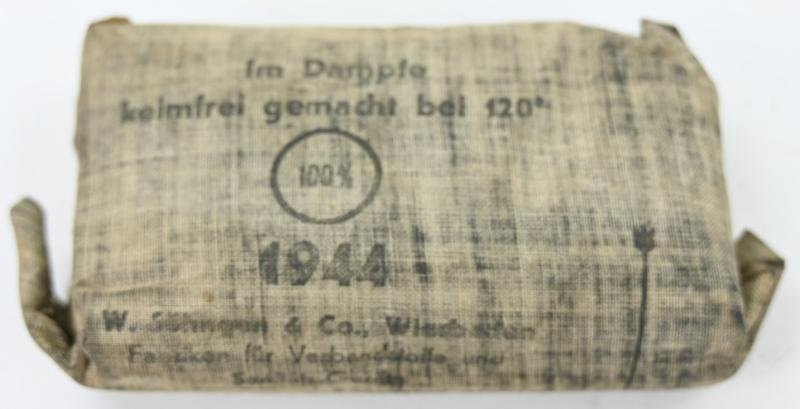 Im Dampfe
keimfrei gemacht bei 120°
100%
1944
W. Söhngen & Co., Wiesbaden
Fabriken für Verbandstoffe und